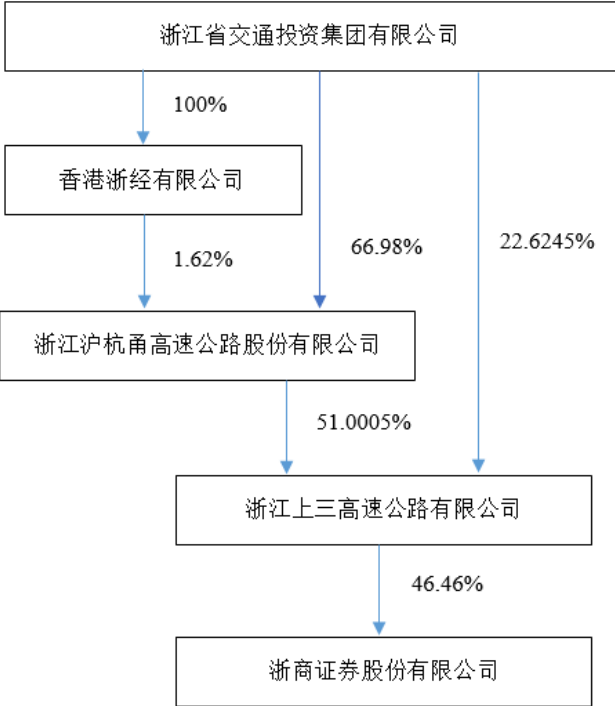 浙江省交通投资集团有限公司
100%
香港浙经有限公司
1.62%
66.98%
22.6245%
浙江沪杭甬高速公路股份有限公司
51.0005%
浙江上三高速公路有限公司
46.46%
浙商证券股份有限公司